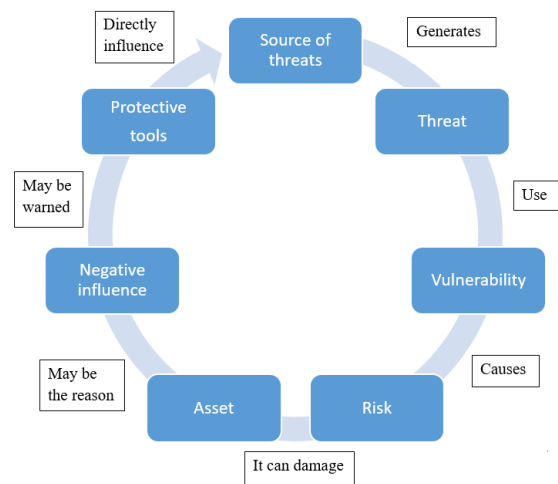 Source of
threats
Generates
Threat
Use
Vulnerability
Causes
Risk
It can damage
Asset
May be
the reason
Negative
influence
May be
warned
Protective
tools
Directly
influence